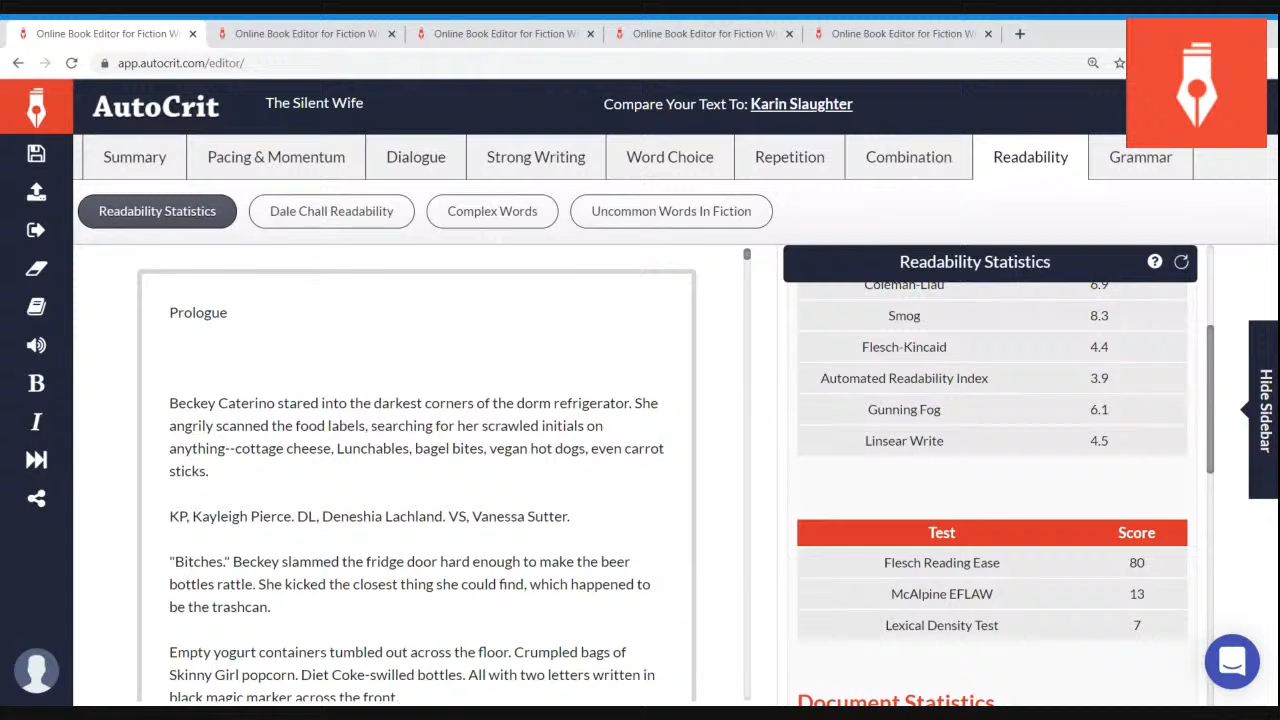 Online Book Editor for Fiction W
Online Book Editor for Fiction W
Online Book Editor for Fiction W
Online Book Editor for Fiction W
Online Book Editor for Fiction W
app.autocrit.com/editor/
AutoCrit
The Silent Wife
Compare Your Text To: Karin Slaughter
Summary
Pacing & Momentum
Dialogue
Strong Writing
Word Choice
Repetition
Combination
Readability
Grammar
Readability Statistics
Dale Chall Readability
Complex Words
Uncommon Words In Fiction
B
I
Prologue
Beckey Caterino stared into the darkest corners of the dorm refrigerator. She
angrily scanned the food labels, searching for her scrawled initials on
anything--cottage cheese, Lunchables, bagel bites, vegan hot dogs, even carrot
sticks.
KP, Kayleigh Pierce. DL, Deneshia Lachland. VS, Vanessa Sutter.
"Bitches." Beckey slammed the fridge door hard enough to make the beer
bottles rattle. She kicked the closest thing she could find, which happened to
be the trashcan.
Empty yogurt containers tumbled out across the floor. Crumpled bags of
Skinny Girl popcorn. Diet Coke-swilled bottles. All with two letters written in
black magic marker across the front.
Readability Statistics ?
Coleman-Liau 6.9
Smog 8.3
Flesch-Kincaid 4.4
Automated Readability Index 3.9
Gunning Fog 6.1
Linsear Write 4.5
Test Score
Flesch Reading Ease 80
McAlpine EFLAW 13
Lexical Density Test 7
Document Statistics
Hide Sidebar